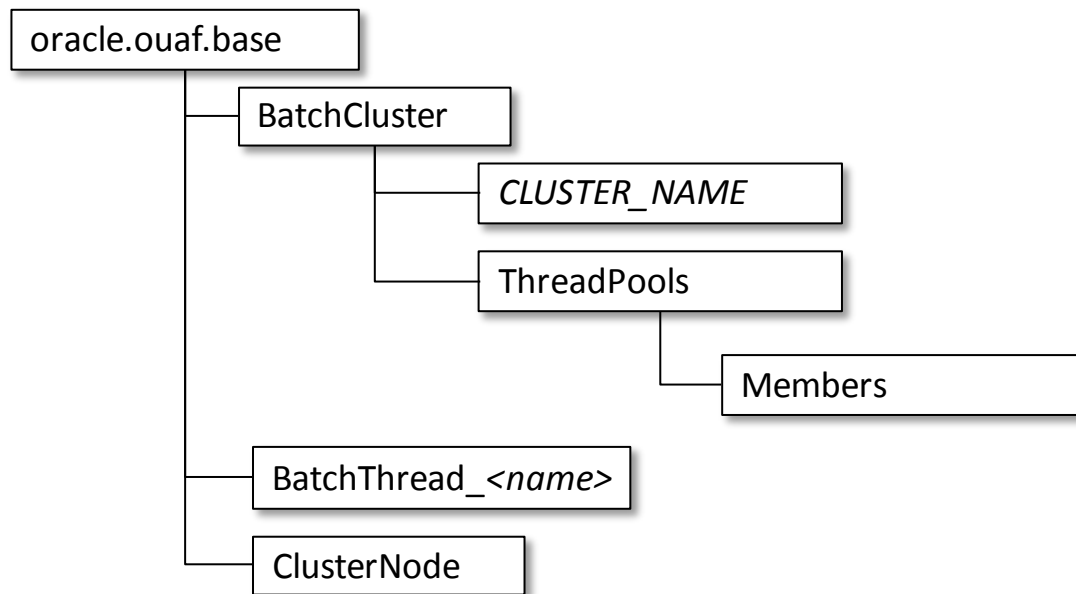 oracle.ouaf.base
BatchCluster
CLUSTER_NAME
ThreadPools
Members
BatchThread_<name>
ClusterNode